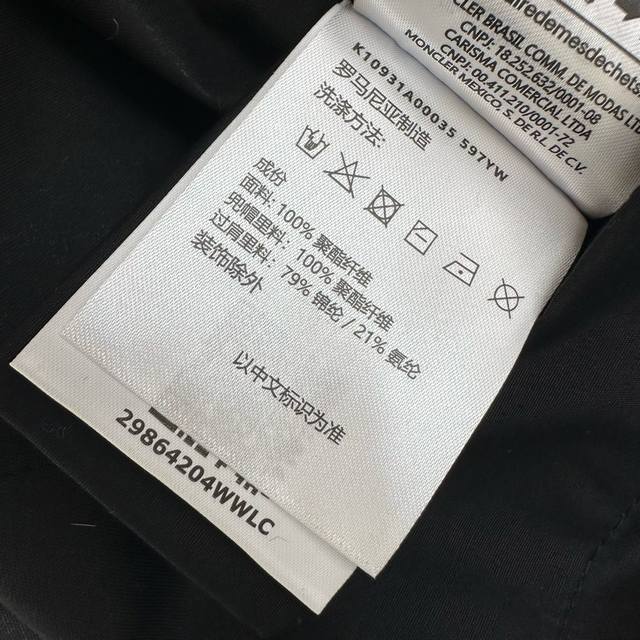 CLER BRASIL COMM. DE MODAS
CNPJ: 18.252.632/0001-08
CARISMA COMERCIAL LTDA
CNPJ: 00.411.210/0001-72
MONCLER MEXICO, S. DE R.L. DE C.V.
K10931A00035 597YW
罗马尼亚制造
洗涤方法:
成份
面料: 100% 聚酯纤维
兜帽里料: 100% 聚酯纤维
过肩里料: 79% 锦纶 / 21% 氨纶
装饰除外
以中文标识为准
29864204WWLC